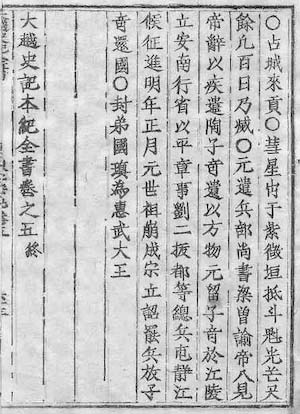 ○占城來貢○彗星出于紫微垣抵斗魁光芒尺
餘凡百日乃滅○元遣兵部尚書梁曾諭帝入見
帝辭以疾遣陶子奇遺以方物元留子奇於江陵
立安南行省以平章事劉二拔都等總兵屯靜江
候征進明年正月元世祖崩成宗立詔罷兵放子
奇還國○封弟國瑱為惠武大王
大越史記本紀全書卷之五終